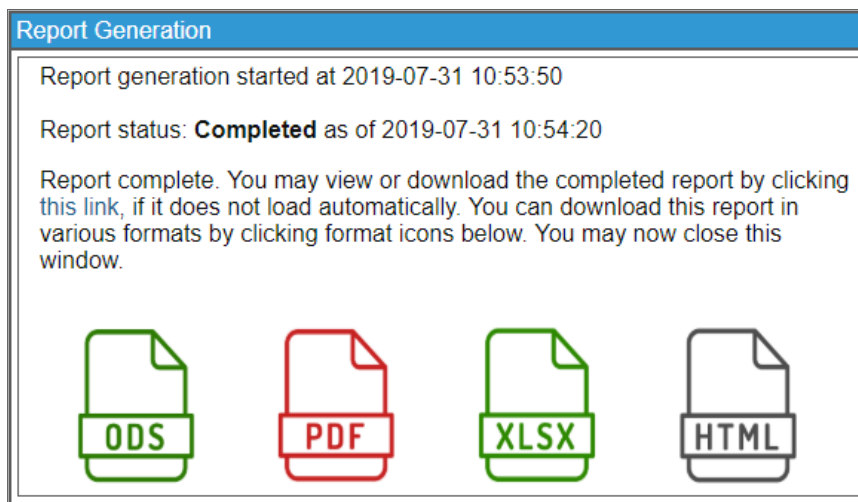 Report Generation
Report generation started at 2019-07-31 10:53:50
Report status: Completed as of 2019-07-31 10:54:20
Report complete. You may view or download the completed report by clicking
this link, if it does not load automatically. You can download this report in
various formats by clicking format icons below. You may now close this
window.
ODS PDF XLSX HTML